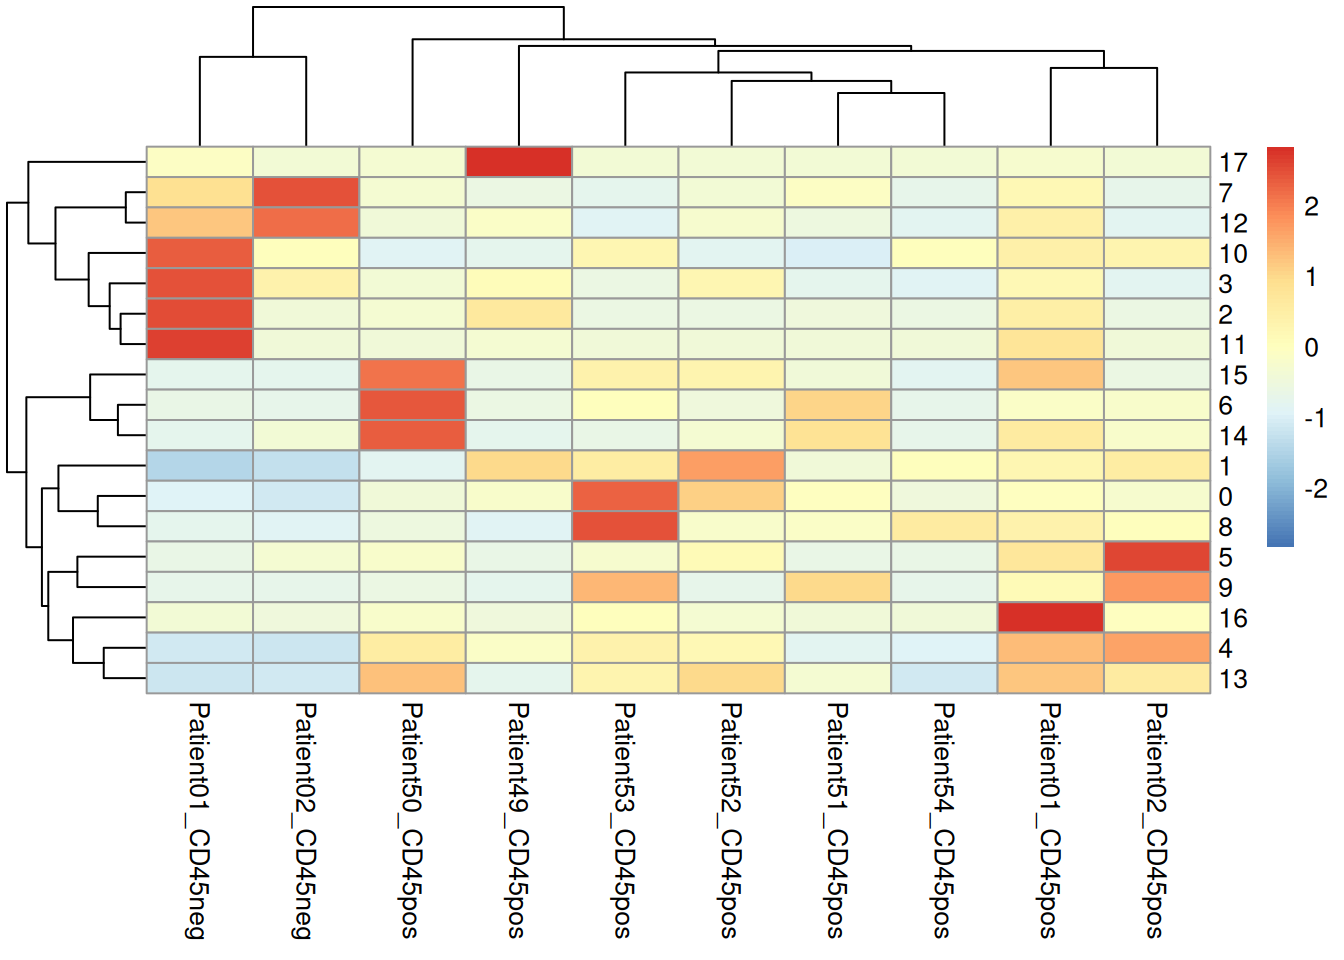 17
7
12
10
3
2
11
15
6
14
1
0
8
5
9
16
4
13
2
1
0
-1
-2
Patient01_CD45neg
Patient02_CD45neg
Patient50_CD45pos
Patient49_CD45pos
Patient53_CD45pos
Patient52_CD45pos
Patient51_CD45pos
Patient54_CD45pos
Patient01_CD45pos
Patient02_CD45pos